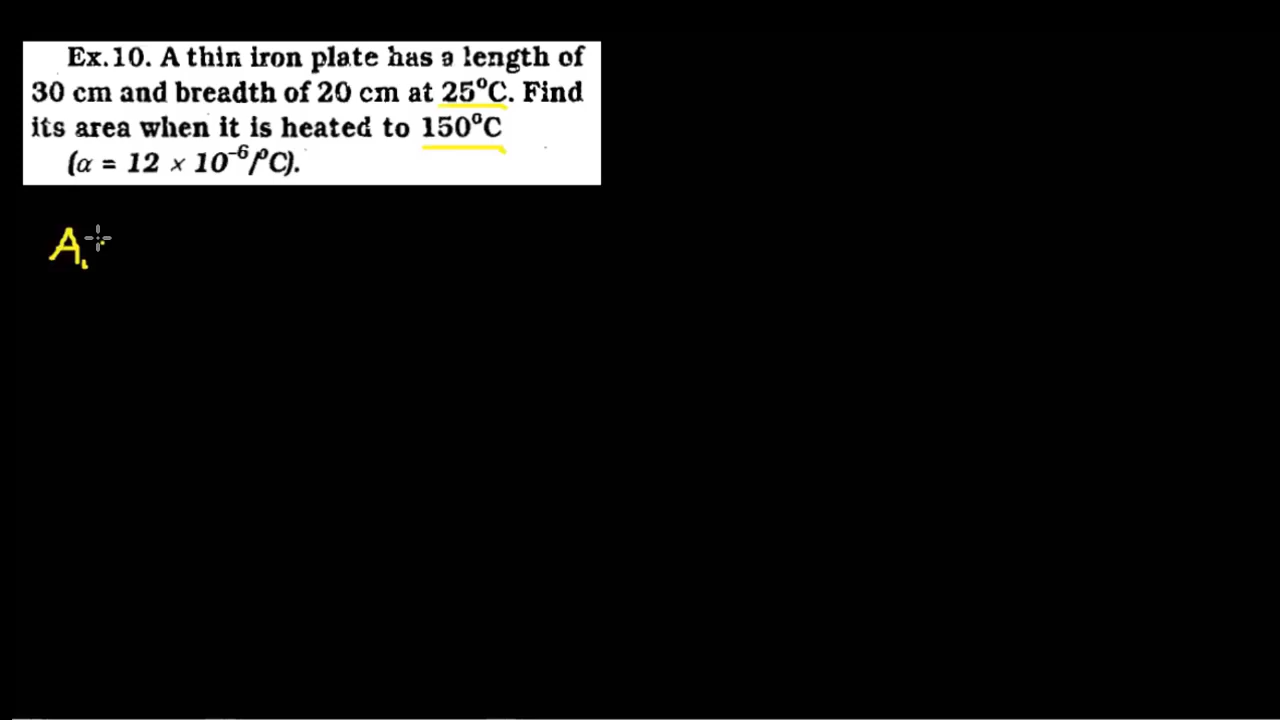 Ex.10. A thin iron plate has a length of
30 cm and breadth of 20 cm at 25°C. Find
its area when it is heated to 150°C
(α = 12 × 10⁻⁶/°C).
A₁